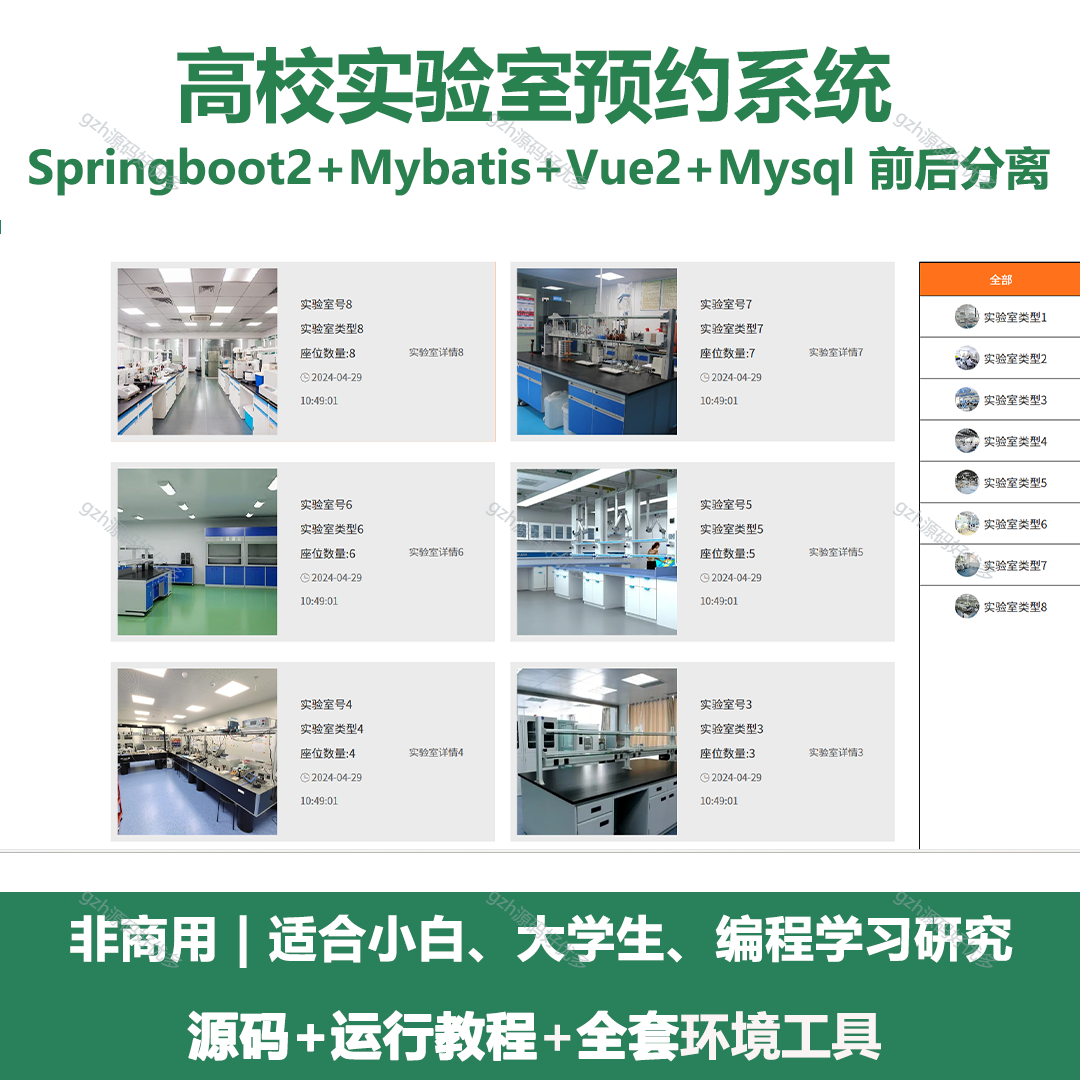 高校实验室预约系统
Springboot2+Mybatis+Vue2+Mysql 前后分离
实验室号8
实验室类型8
座位数量:8
实验室详情8
2024-04-29
10:49:01
实验室号7
实验室类型7
座位数量:7
实验室详情7
2024-04-29
10:49:01
实验室号6
实验室类型6
座位数量:6
实验室详情6
2024-04-29
10:49:01
实验室号5
实验室类型5
座位数量:5
实验室详情5
2024-04-29
10:49:01
实验室号4
实验室类型4
座位数量:4
实验室详情4
2024-04-29
10:49:01
实验室号3
实验室类型3
座位数量:3
实验室详情3
2024-04-29
10:49:01
全部
实验室类型1
实验室类型2
实验室类型3
实验室类型4
实验室类型5
实验室类型6
实验室类型7
实验室类型8
非商用 | 适合小白、大学生、编程学习研究
源码+运行教程+全套环境工具